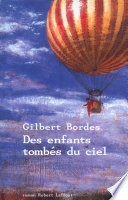 Gilbert Bordes
Des enfants
tombés du ciel
roman Robert Laffont